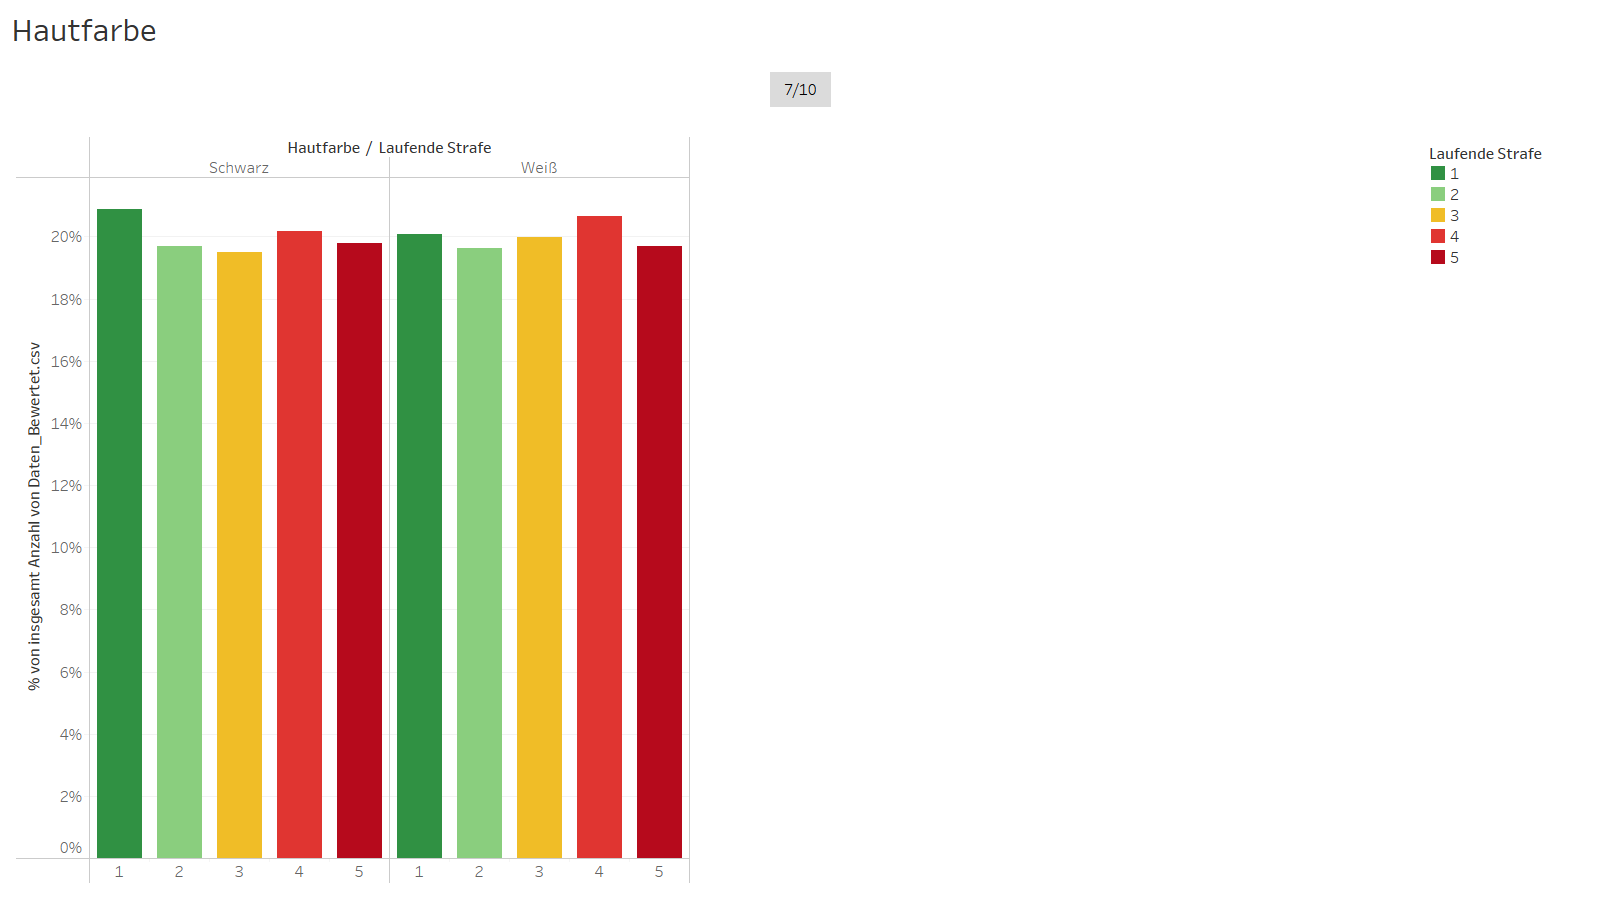 Hautfarbe
7/10
Hautfarbe / Laufende Strafe
Schwarz Weiß
% von insgesamt Anzahl von Daten_Bewertet.csv
20%
18%
16%
14%
12%
10%
8%
6%
4%
2%
0%
1 2 3 4 5 1 2 3 4 5
Laufende Strafe
1
2
3
4
5